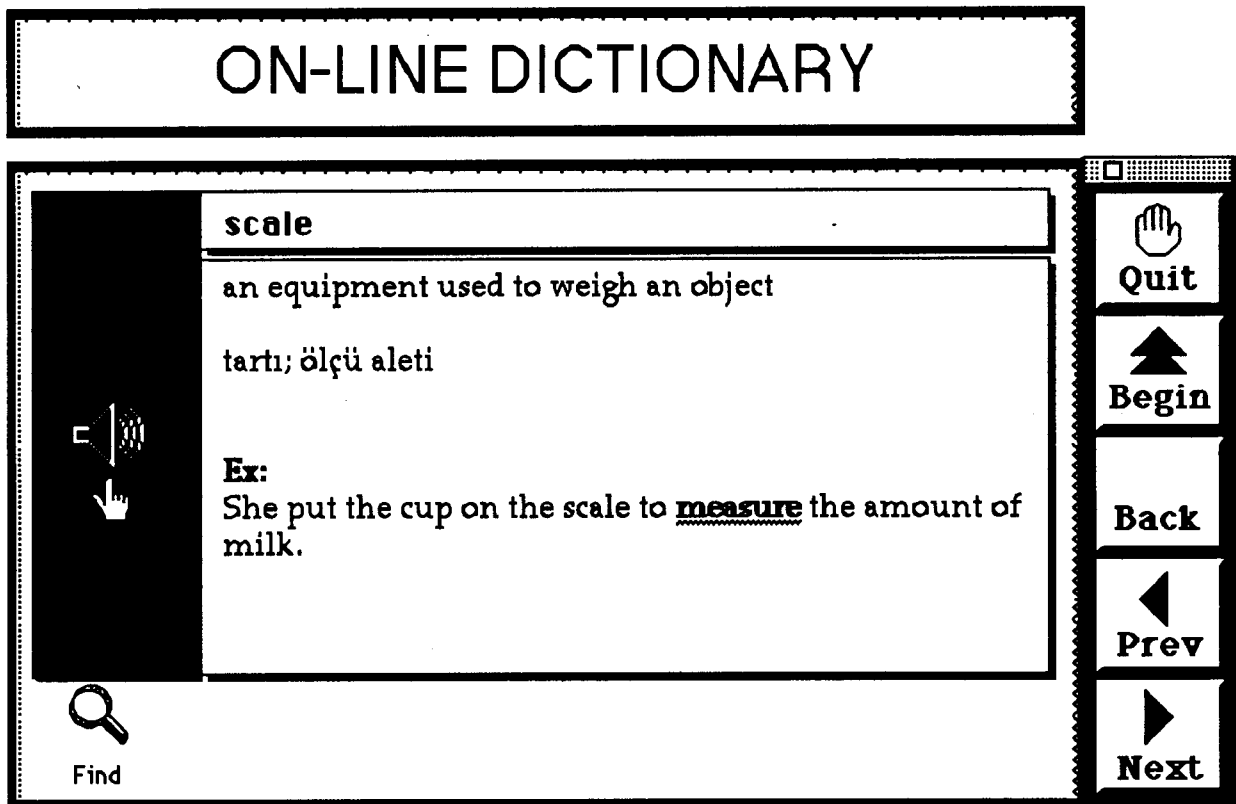 ON-LINE DICTIONARY
scale
an equipment used to weigh an object
tartı; ölçü aleti
Ex:
She put the cup on the scale to measure the amount of
milk.
Find
Quit
Begin
Back
Prev
Next